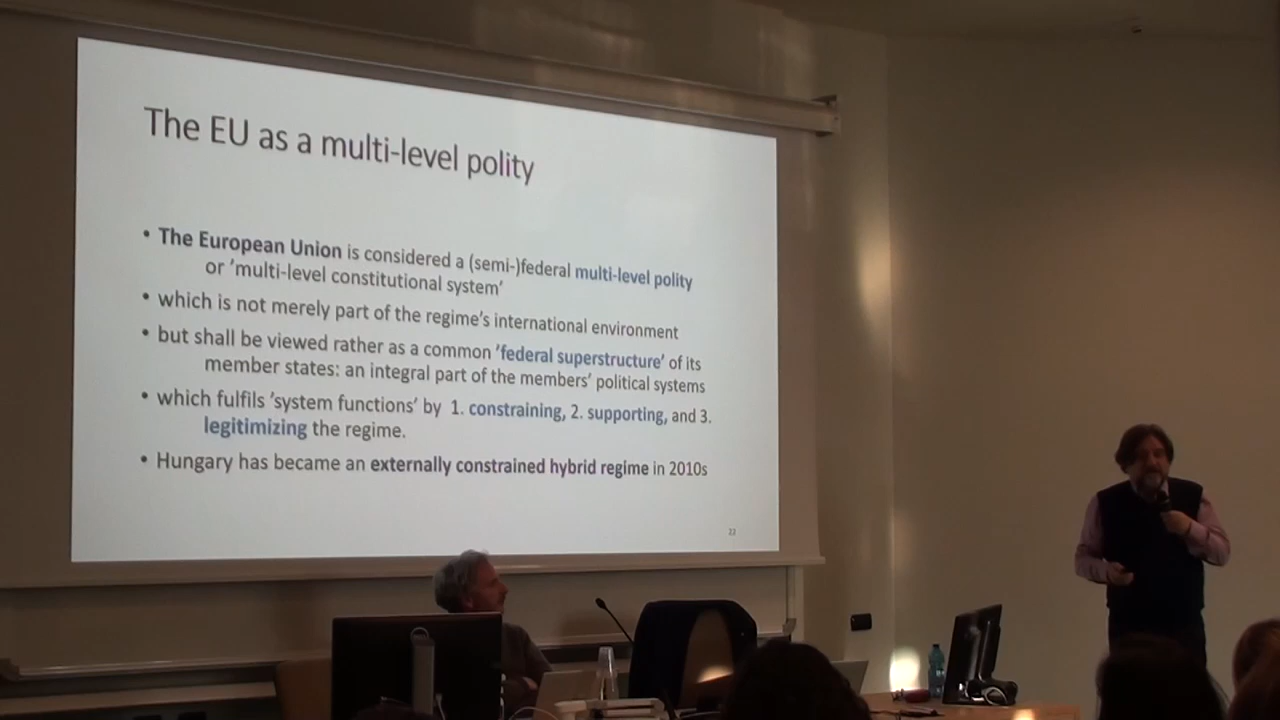 The EU as a multi-level polity
• The European Union is considered a (semi-)federal multi-level polity
or 'multi-level constitutional system'
• which is not merely part of the regime's international environment
• but shall be viewed rather as a common 'federal superstructure' of its
member states: an integral part of the members' political systems
• which fulfils 'system functions' by 1. constraining, 2. supporting, and 3.
legitimizing the regime.
• Hungary has became an externally constrained hybrid regime in 2010s
22